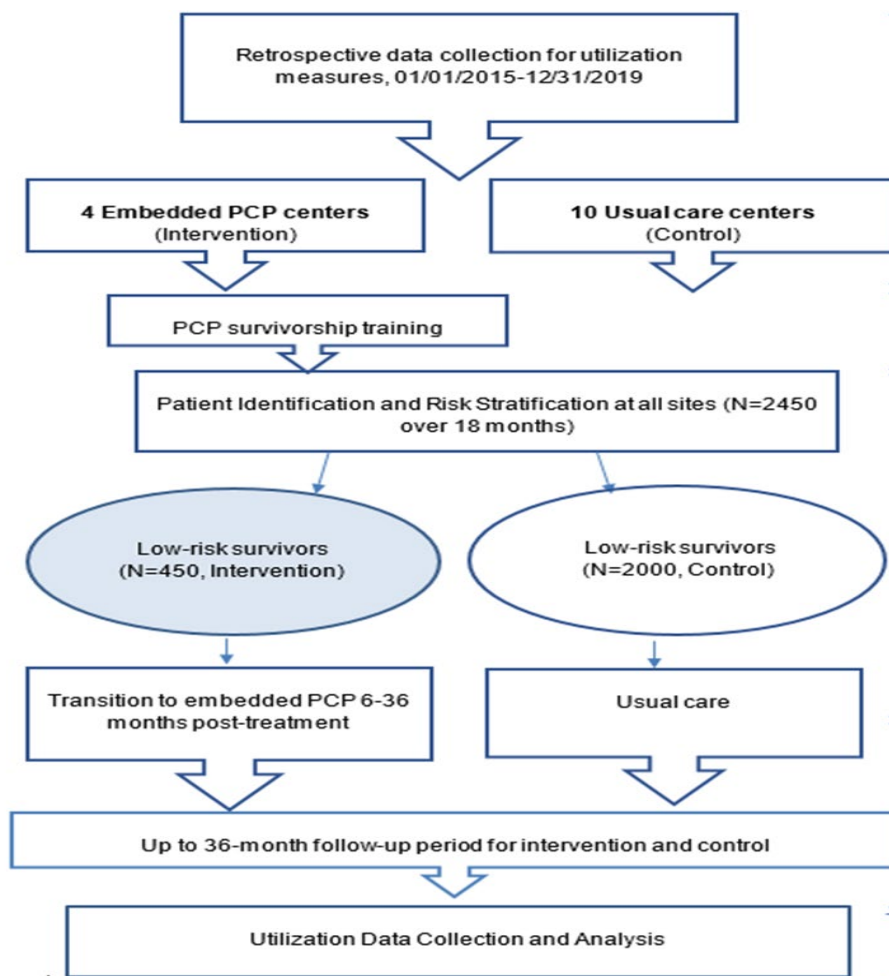 Retrospective data collection for utilization
measures, 01/01/2015-12/31/2019
4 Embedded PCP centers
(Intervention)
10 Usual care centers
(Control)
PCP survivorship training
Patient Identification and Risk Stratification at all sites (N=2450
over 18 months)
Low-risk survivors
(N=450, Intervention)
Low-risk survivors
(N=2000, Control)
Transition to embedded PCP 6-36
months post-treatment
Usual care
Up to 36-month follow-up period for intervention and control
Utilization Data Collection and Analysis